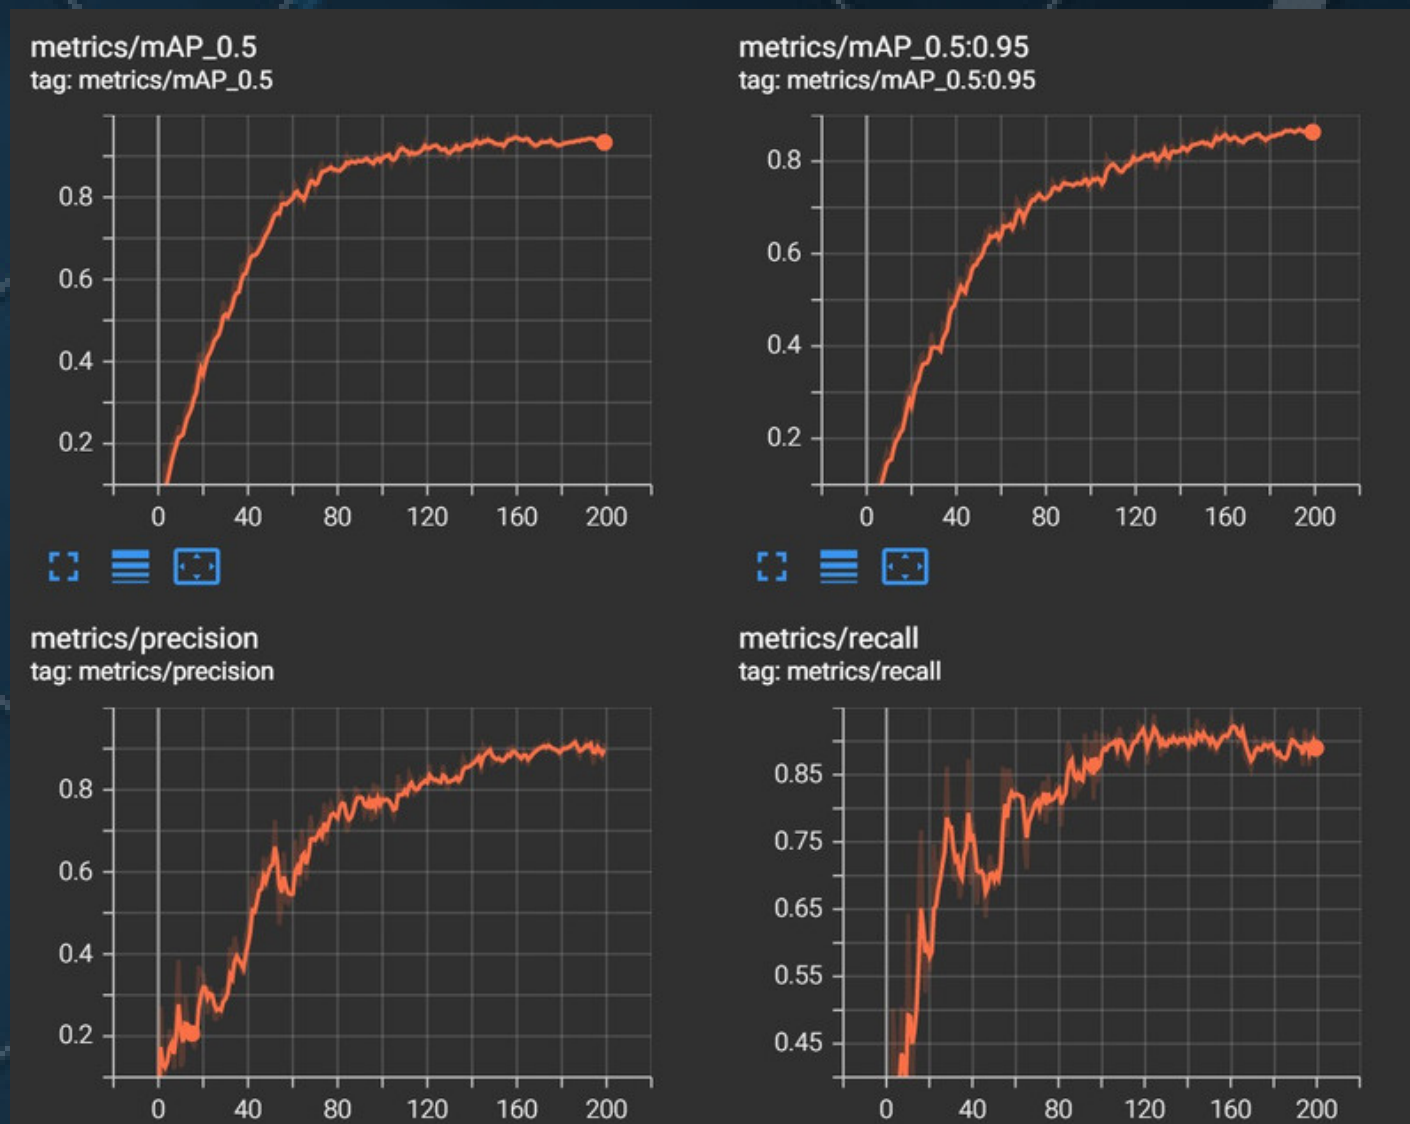 metrics/mAP_0.5
tag: metrics/mAP_0.5
0.8
0.6
0.4
0.2
0 40 80 120 160 200
metrics/mAP_0.5:0.95
tag: metrics/mAP_0.5:0.95
0.8
0.6
0.4
0.2
0 40 80 120 160 200
metrics/precision
tag: metrics/precision
0.8
0.6
0.4
0.2
0 40 80 120 160 200
metrics/recall
tag: metrics/recall
0.85
0.75
0.65
0.55
0.45
0 40 80 120 160 200